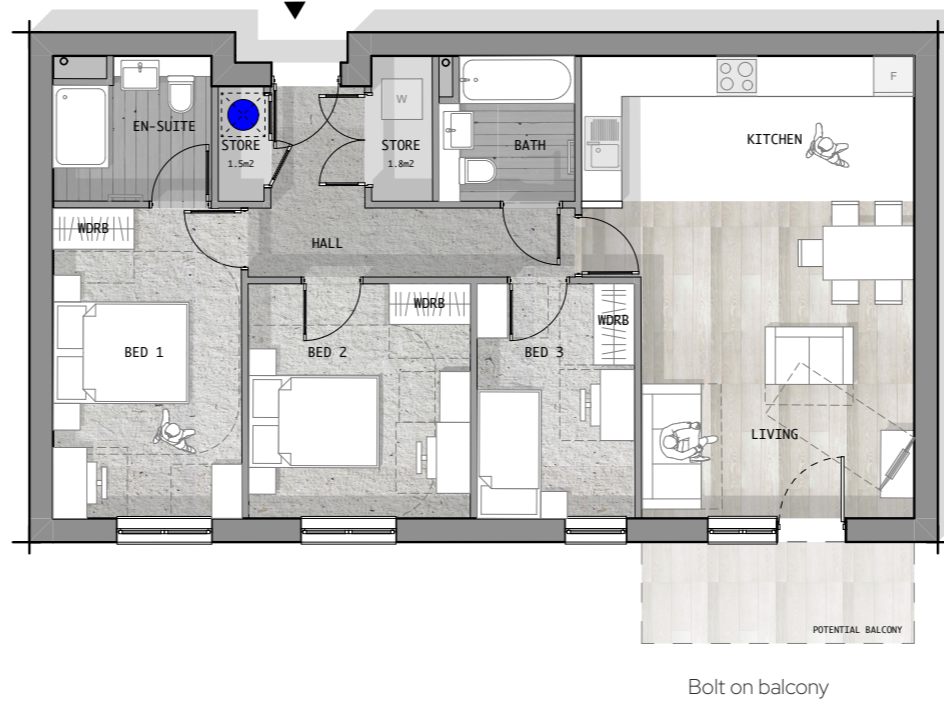 W
F
EN-SUITE
STORE
1.5m2
STORE
1.8m2
BATH
KITCHEN
WDRB
HALL
WDRB
WDRB
BED 1
BED 2
BED 3
LIVING
POTENTIAL BALCONY
Bolt on balcony